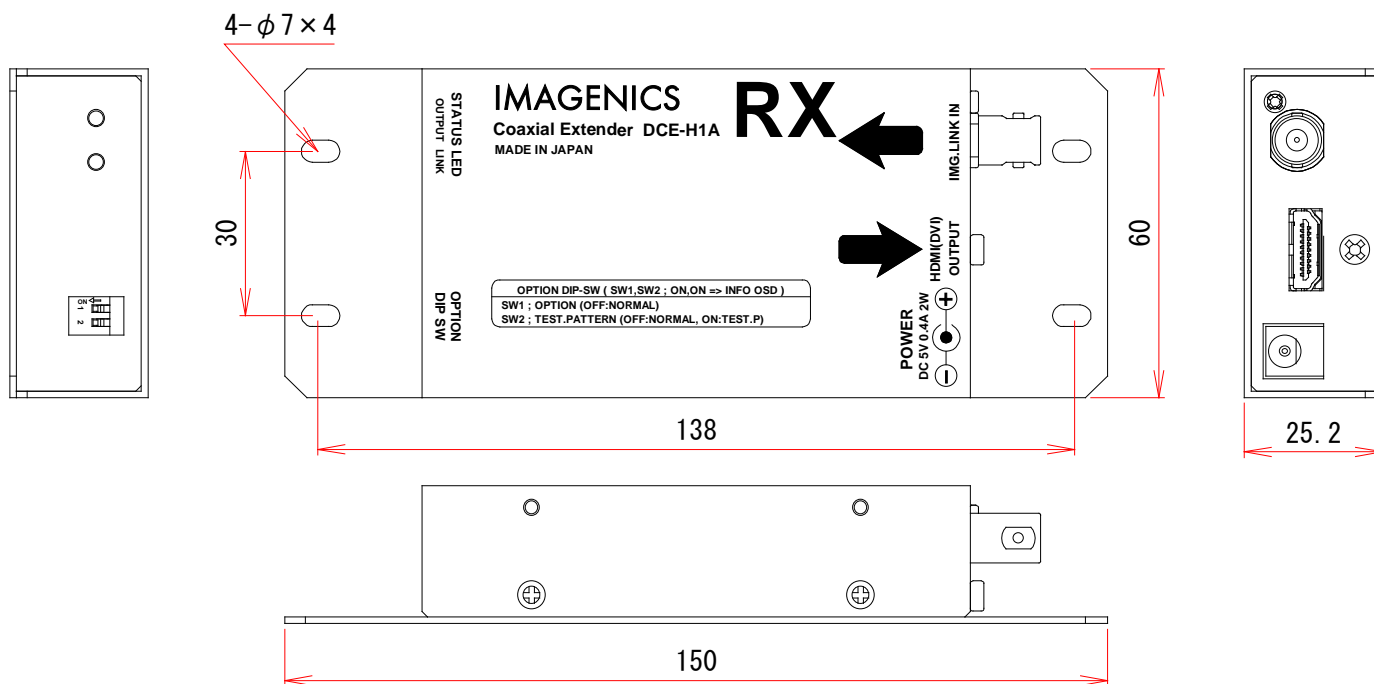 4-φ7×4
IMAGENICS
RX
Coaxial Extender DCE-H1A
MADE IN JAPAN
STATUS LED
OUTPUT LINK
IMG.LINK IN
HDMI(DVI)
OUTPUT
OPTION
DIP SW
OPTION DIP-SW ( SW1,SW2 ; ON,ON => INFO OSD )
SW1 ; OPTION (OFF:NORMAL)
SW2 ; TEST.PATTERN (OFF:NORMAL, ON:TEST.P)
POWER
DC 5V 0.4A 2W
+
−
ON
1
2
30
60
138
25.2
150